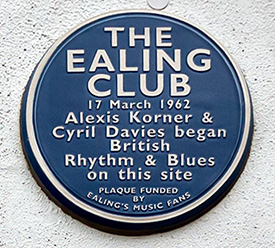 THE
EALING
CLUB
17 March 1962
Alexis Korner &
Cyril Davies began
British
Rhythm & Blues
on this site
PLAQUE FUNDED
BY
EALING'S MUSIC FANS